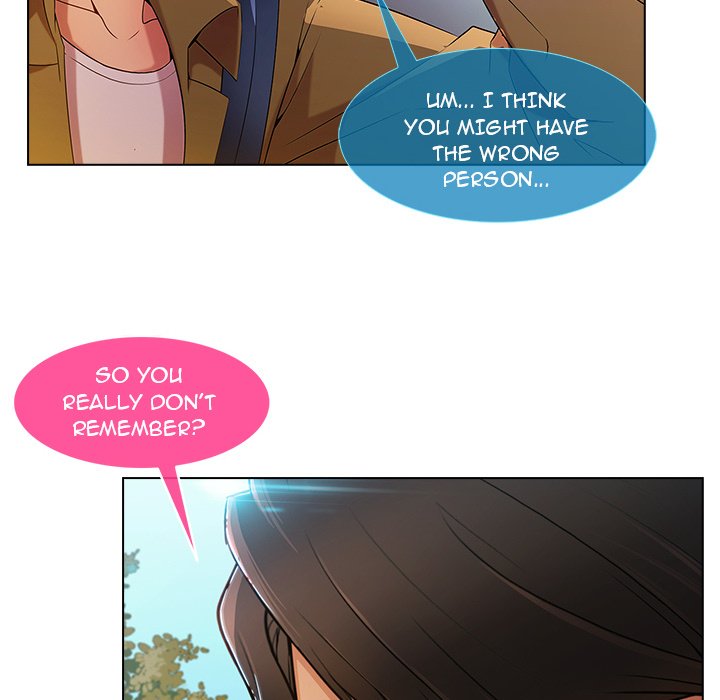 UM... I THINK
YOU MIGHT HAVE
THE WRONG
PERSON...
SO YOU
REALLY DON'T
REMEMBER?